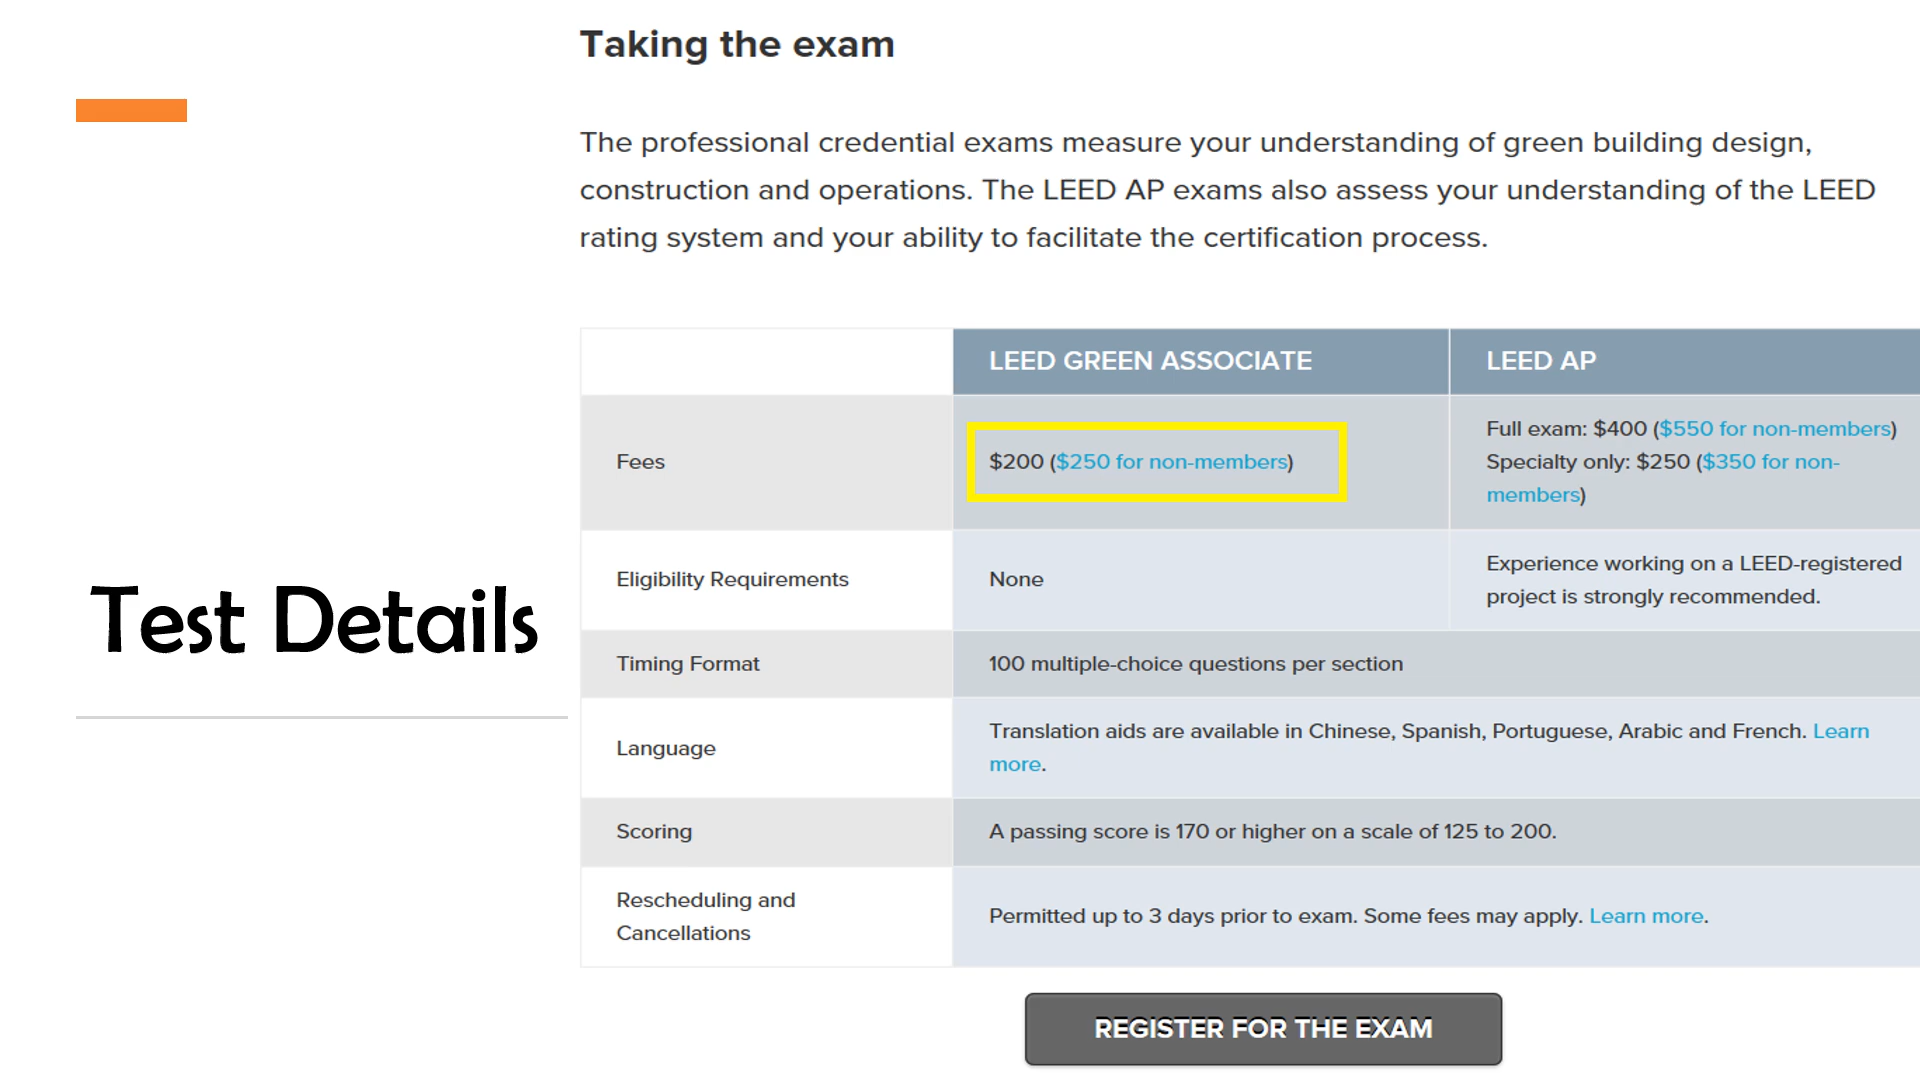 Taking the exam
The professional credential exams measure your understanding of green building design,
construction and operations. The LEED AP exams also assess your understanding of the LEED
rating system and your ability to facilitate the certification process.
Test Details
LEED GREEN ASSOCIATE
LEED AP
Fees
$200 ($250 for non-members)
Full exam: $400 ($550 for non-members)
Specialty only: $250 ($350 for non-
members)
Eligibility Requirements
None
Experience working on a LEED-registered
project is strongly recommended.
Timing Format
100 multiple-choice questions per section
Language
Translation aids are available in Chinese, Spanish, Portuguese, Arabic and French. Learn
more.
Scoring
A passing score is 170 or higher on a scale of 125 to 200.
Rescheduling and
Cancellations
Permitted up to 3 days prior to exam. Some fees may apply. Learn more.
REGISTER FOR THE EXAM